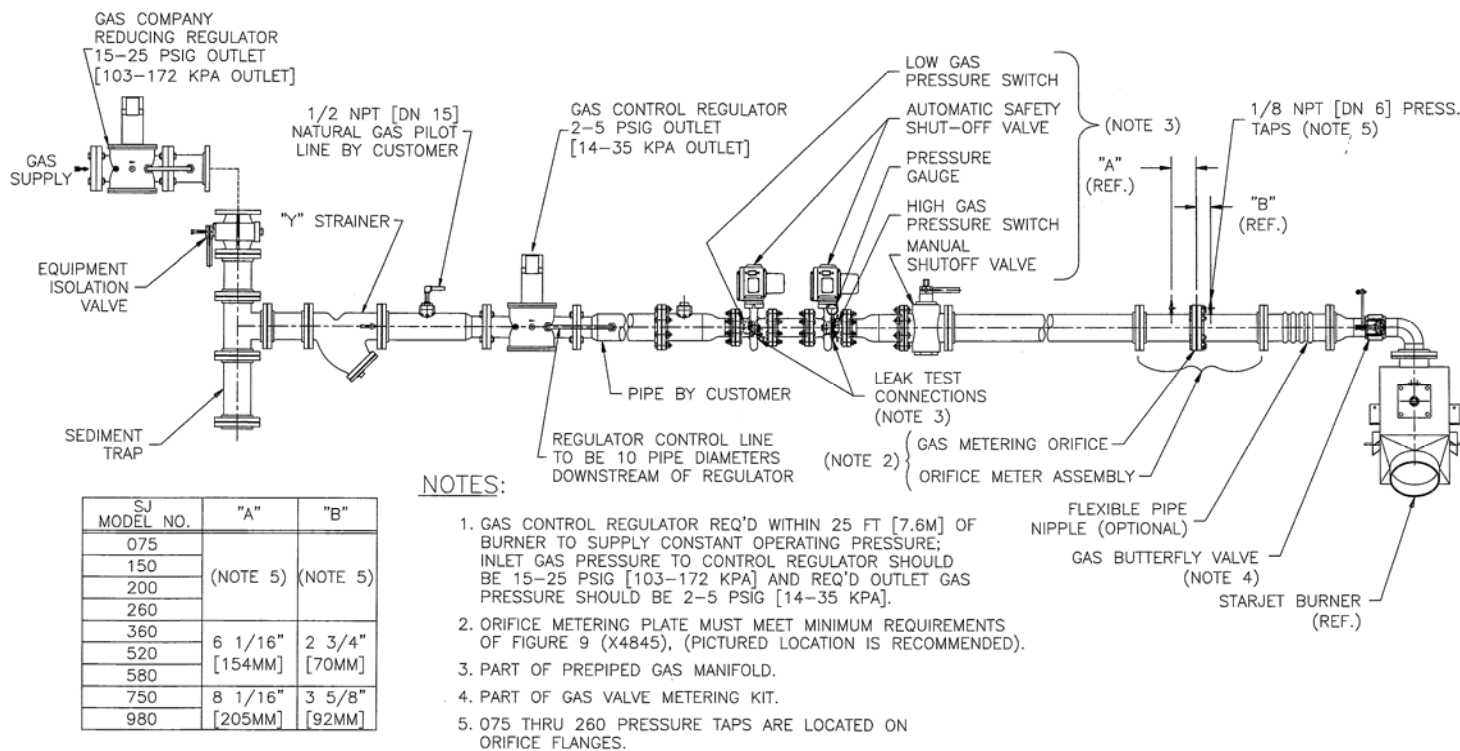 GAS COMPANY
REDUCING REGULATOR
15–25 PSIG OUTLET
[103–172 KPA OUTLET]
GAS
SUPPLY
1/2 NPT [DN 15]
NATURAL GAS PILOT
LINE BY CUSTOMER
GAS CONTROL REGULATOR
2–5 PSIG OUTLET
[14–35 KPA OUTLET]
LOW GAS
PRESSURE SWITCH
AUTOMATIC SAFETY
SHUT–OFF VALVE
PRESSURE
GAUGE
HIGH GAS
PRESSURE SWITCH
MANUAL
SHUTOFF VALVE
(NOTE 3)
1/8 NPT [DN 6] PRESS.
TAPS (NOTE 5)
"A"
(REF.)
"B"
(REF.)
"Y" STRAINER
EQUIPMENT
ISOLATION
VALVE
SEDIMENT
TRAP
PIPE BY CUSTOMER
REGULATOR CONTROL LINE
TO BE 10 PIPE DIAMETERS
DOWNSTREAM OF REGULATOR
LEAK TEST
CONNECTIONS
(NOTE 3)
(NOTE 2)
GAS METERING ORIFICE
ORIFICE METER ASSEMBLY
FLEXIBLE PIPE
NIPPLE (OPTIONAL)
GAS BUTTERFLY VALVE
(NOTE 4)
STARJET BURNER
(REF.)
SJ
MODEL NO.
"A"
"B"
075
150
200
260
(NOTE 5)
(NOTE 5)
360
520
580
6 1/16"
[154MM]
2 3/4"
[70MM]
750
980
8 1/16"
[205MM]
3 5/8"
[92MM]
NOTES:
1. GAS CONTROL REGULATOR REQ'D WITHIN 25 FT [7.6M] OF
BURNER TO SUPPLY CONSTANT OPERATING PRESSURE;
INLET GAS PRESSURE TO CONTROL REGULATOR SHOULD
BE 15–25 PSIG [103–172 KPA] AND REQ'D OUTLET GAS
PRESSURE SHOULD BE 2–5 PSIG [14–35 KPA].
2. ORIFICE METERING PLATE MUST MEET MINIMUM REQUIREMENTS
OF FIGURE 9 (X4845), (PICTURED LOCATION IS RECOMMENDED).
3. PART OF PREPIPED GAS MANIFOLD.
4. PART OF GAS VALVE METERING KIT.
5. 075 THRU 260 PRESSURE TAPS ARE LOCATED ON
ORIFICE FLANGES.